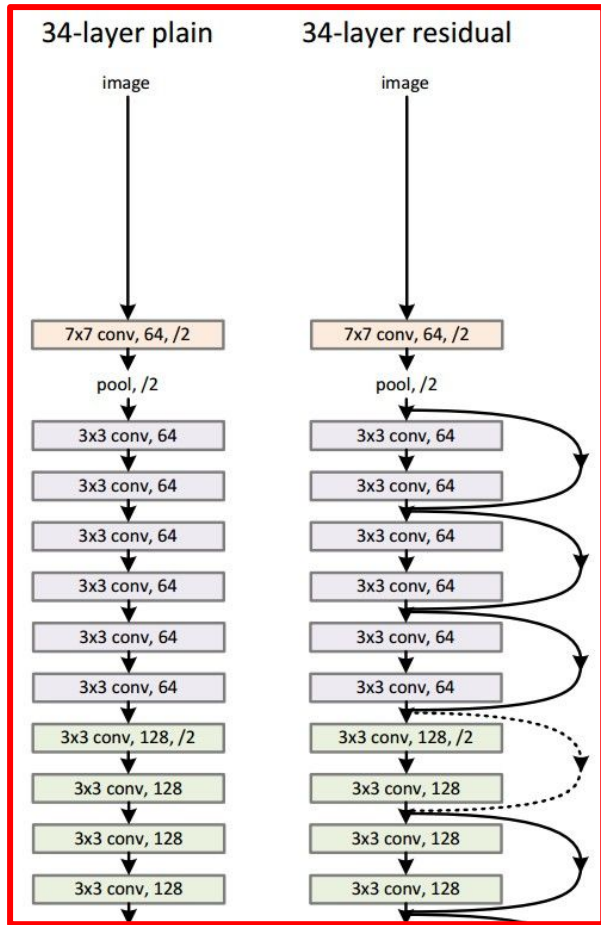 34-layer plain
image
7x7 conv, 64, /2
pool, /2
3x3 conv, 64
3x3 conv, 64
3x3 conv, 64
3x3 conv, 64
3x3 conv, 64
3x3 conv, 64
3x3 conv, 128, /2
3x3 conv, 128
3x3 conv, 128
3x3 conv, 128
34-layer residual
image
7x7 conv, 64, /2
pool, /2
3x3 conv, 64
3x3 conv, 64
3x3 conv, 64
3x3 conv, 64
3x3 conv, 64
3x3 conv, 64
3x3 conv, 128, /2
3x3 conv, 128
3x3 conv, 128
3x3 conv, 128